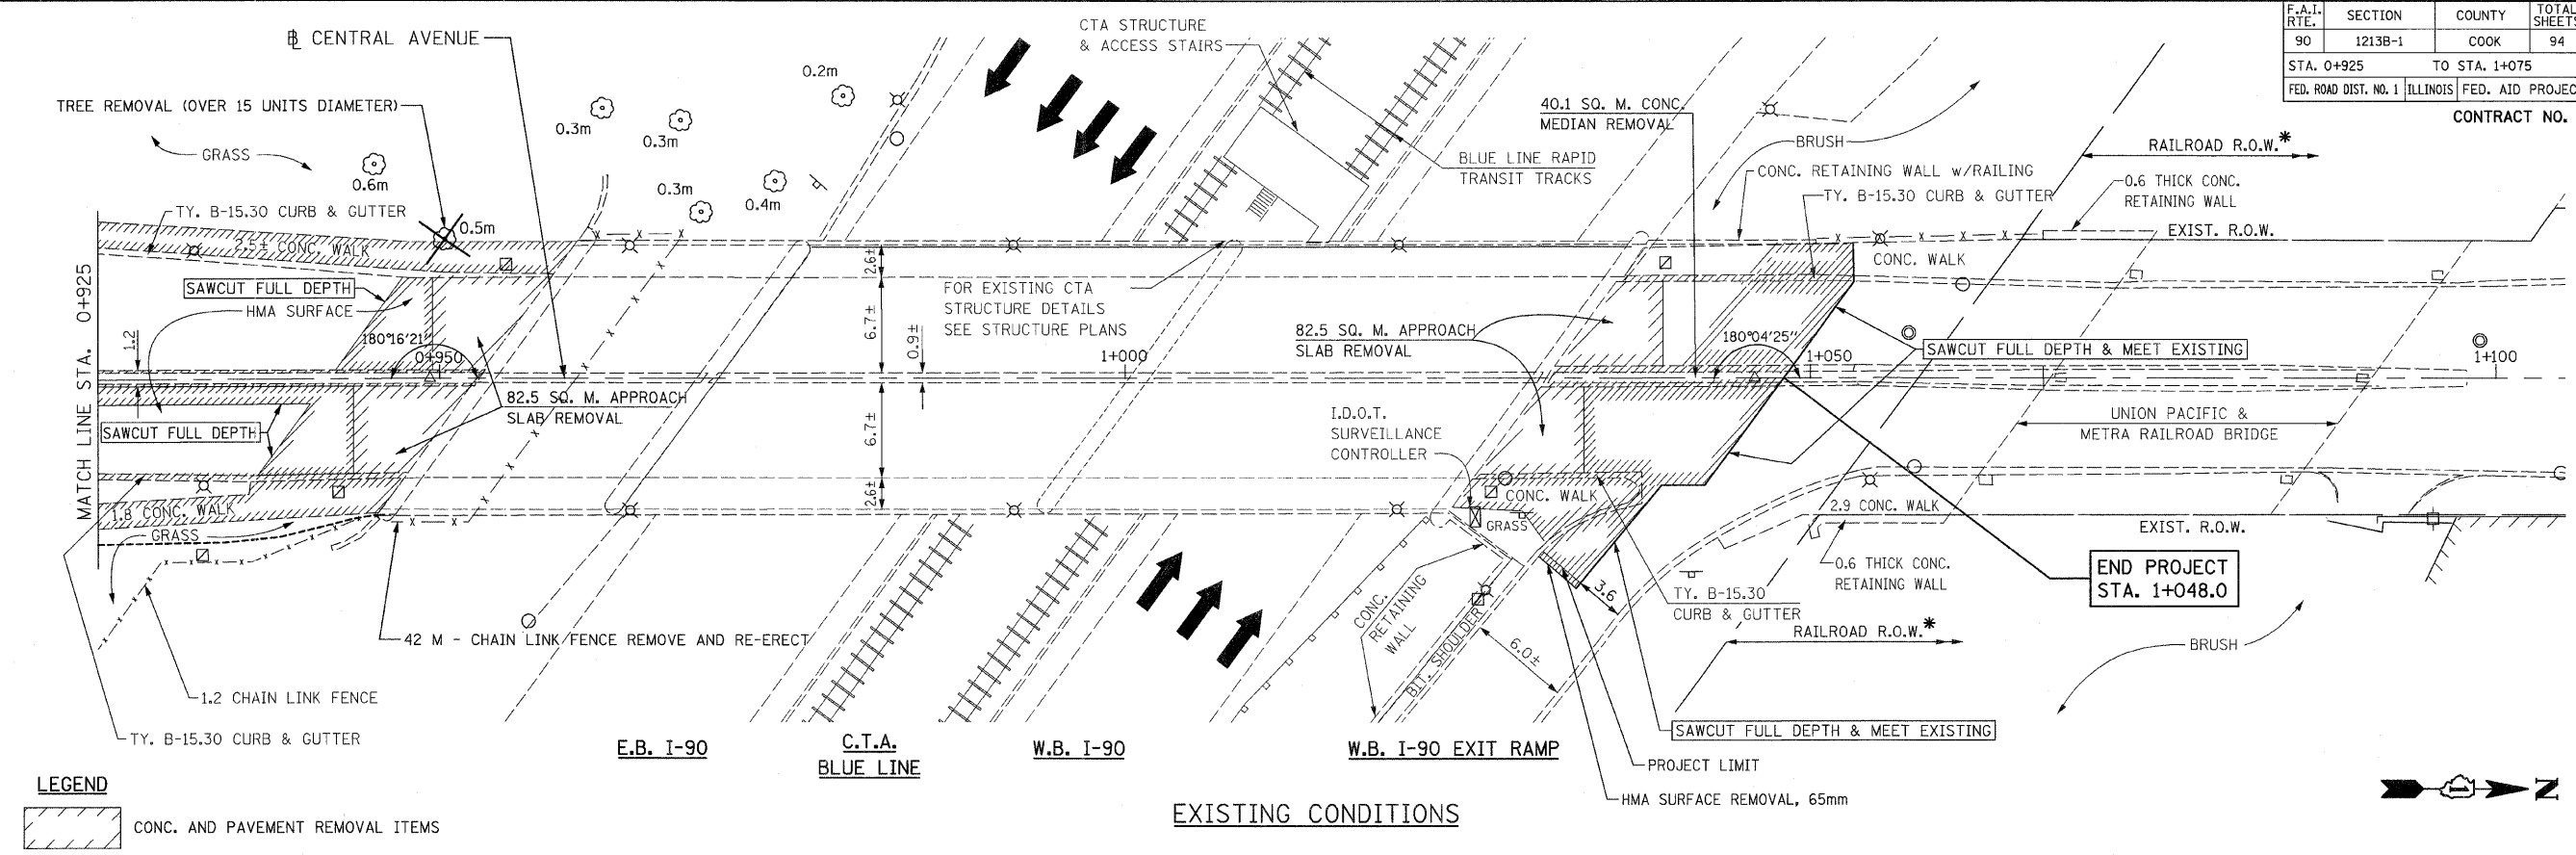 F.A.I. RTE. SECTION COUNTY TOTAL SHEETS
90 1213B-1 COOK 94
STA. 0+925 TO STA. 1+075
FED. ROAD DIST. NO. 1 ILLINOIS FED. AID PROJEC
CONTRACT NO.
℄ CENTRAL AVENUE
CTA STRUCTURE
& ACCESS STAIRS
TREE REMOVAL (OVER 15 UNITS DIAMETER)
GRASS
0.6m
0.5m
0.3m
0.3m
0.2m
0.3m
0.4m
40.1 SQ. M. CONC.
MEDIAN REMOVAL
BLUE LINE RAPID
TRANSIT TRACKS
BRUSH
RAILROAD R.O.W.*
CONC. RETAINING WALL w/RAILING
TY. B-15.30 CURB & GUTTER
0.6 THICK CONC.
RETAINING WALL
EXIST. R.O.W.
CONC. WALK
TY. B-15.30 CURB & GUTTER
2.5± CONC. WALK
MATCH LINE STA. 0+925
SAWCUT FULL DEPTH
HMA SURFACE
1.2
180°16'21"
0+950
2.6±
6.7±
0.9±
6.7±
2.6±
FOR EXISTING CTA
STRUCTURE DETAILS
SEE STRUCTURE PLANS
1+000
82.5 SQ. M. APPROACH
SLAB REMOVAL
180°04'25"
1+050
SAWCUT FULL DEPTH & MEET EXISTING
1+100
82.5 SQ. M. APPROACH
SLAB REMOVAL
SAWCUT FULL DEPTH
1.8 CONC. WALK
GRASS
I.D.O.T.
SURVEILLANCE
CONTROLLER
CONC. WALK
GRASS
UNION PACIFIC &
METRA RAILROAD BRIDGE
2.9 CONC. WALK
EXIST. R.O.W.
0.6 THICK CONC.
RETAINING WALL
END PROJECT
STA. 1+048.0
3.6
TY. B-15.30
CURB & GUTTER
RAILROAD R.O.W.*
BRUSH
CONC.
RETAINING
WALL
BIT. SHOULDER
6.0±
42 M - CHAIN LINK FENCE REMOVE AND RE-ERECT
1.2 CHAIN LINK FENCE
TY. B-15.30 CURB & GUTTER
E.B. I-90
C.T.A.
BLUE LINE
W.B. I-90
W.B. I-90 EXIT RAMP
SAWCUT FULL DEPTH & MEET EXISTING
PROJECT LIMIT
HMA SURFACE REMOVAL, 65mm
LEGEND
CONC. AND PAVEMENT REMOVAL ITEMS
EXISTING CONDITIONS
N